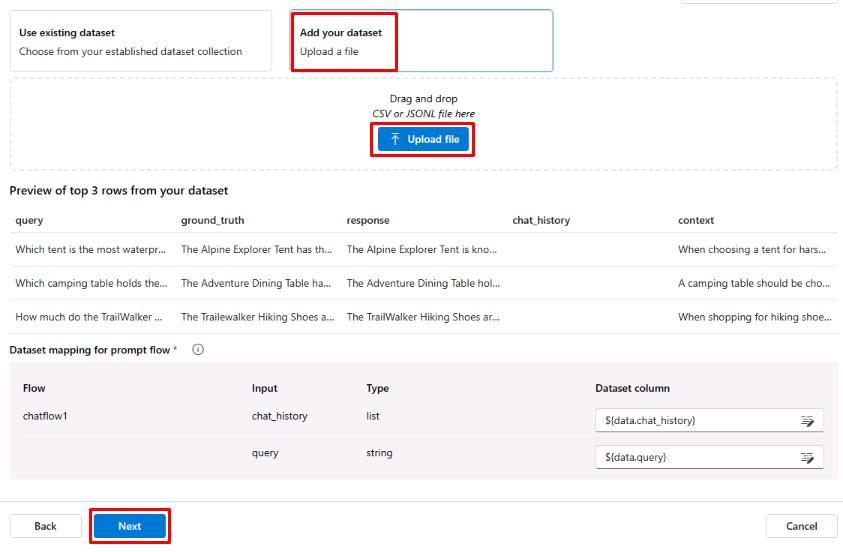 Use existing dataset
Choose from your established dataset collection
Add your dataset
Upload a file
Drag and drop
CSV or JSONL file here
Upload file
Preview of top 3 rows from your dataset
query ground_truth response chat_history context
Which tent is the most waterpr... The Alpine Explorer Tent has th... The Alpine Explorer Tent is kno... When choosing a tent for hars...
Which camping table holds the... The Adventure Dining Table ha... The Adventure Dining Table hol... A camping table should be cho...
How much do the TrailWalker ... The Trailewalker Hiking Shoes a... The TrailWalker Hiking Shoes ar... When shopping for hiking shoe...
Dataset mapping for prompt flow *
Flow Input Type Dataset column
chatflow1 chat_history list ${data.chat_history}
query string ${data.query}
Back Next Cancel